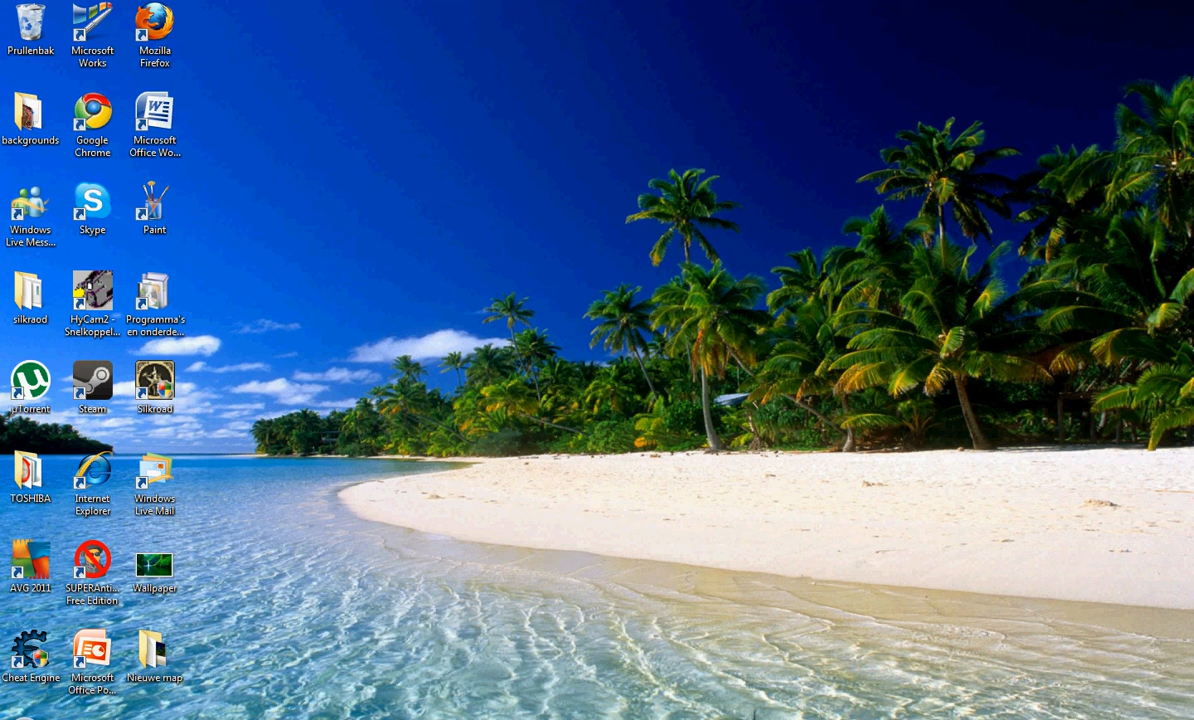 Prullenbak
Microsoft
Works
Mozilla
Firefox
backgrounds
Google
Chrome
Microsoft
Office Wo...
Windows
Live Mess...
Skype
Paint
silkraod
HyCam2 -
Snelkoppel...
Programma's
en onderde...
µTorrent
Steam
Silkroad
TOSHIBA
Internet
Explorer
Windows
Live Mail
AVG 2011
SUPERAnti...
Free Edition
Wallpaper
Cheat Engine
Microsoft
Office Po...
Nieuwe map